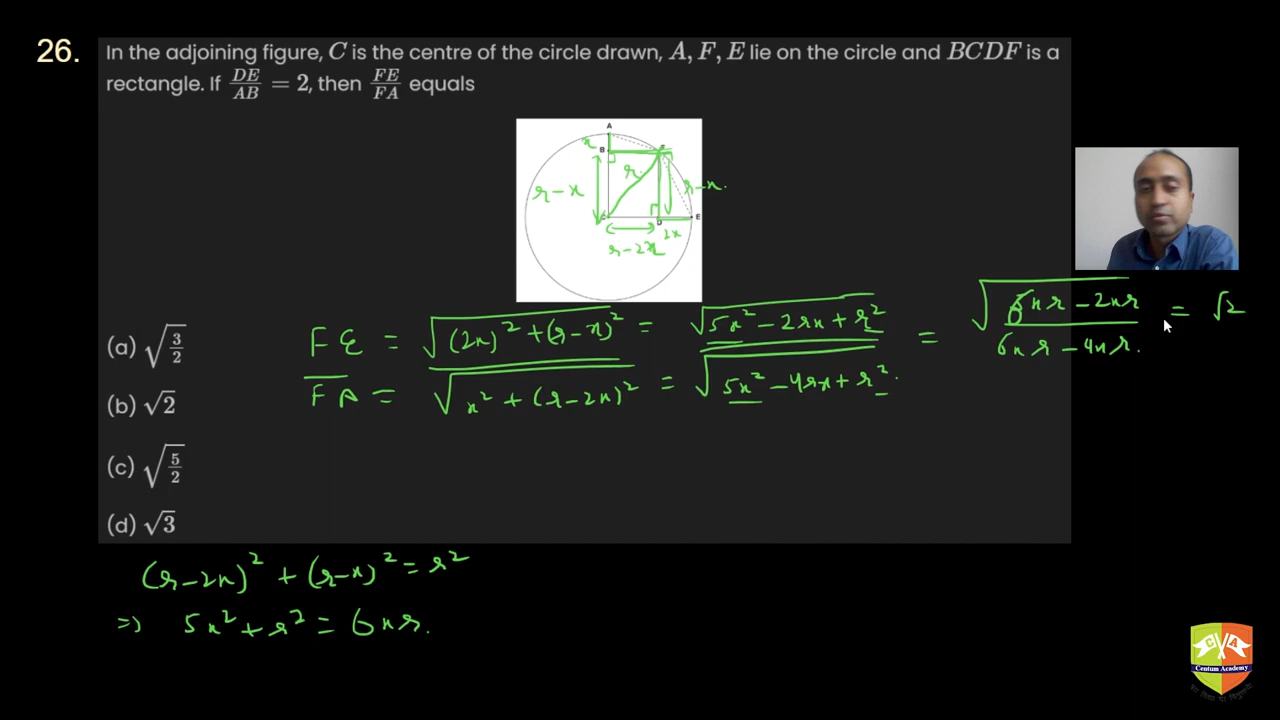 26.
In the adjoining figure, C is the centre of the circle drawn, A, F, E lie on the circle and BCDF is a
rectangle. If DE/AB = 2, then FE/FA equals
A
x
B
F
r
r-x
r-x.
C
D
E
2x
r-2x
(a) √(3/2)
(b) √2
(c) √(5/2)
(d) √3
FE = √((2x)² + (r-x)²) = √(5x² - 2rx + r²) = √(6xr - 2xr / 6xr - 4xr.) = √2
FA = √(x² + (r-2x)²) = √(5x² - 4rx + r².)
(r-2x)² + (r-x)² = r²
⇒ 5x² + r² = 6xr.
CA
Centum Academy